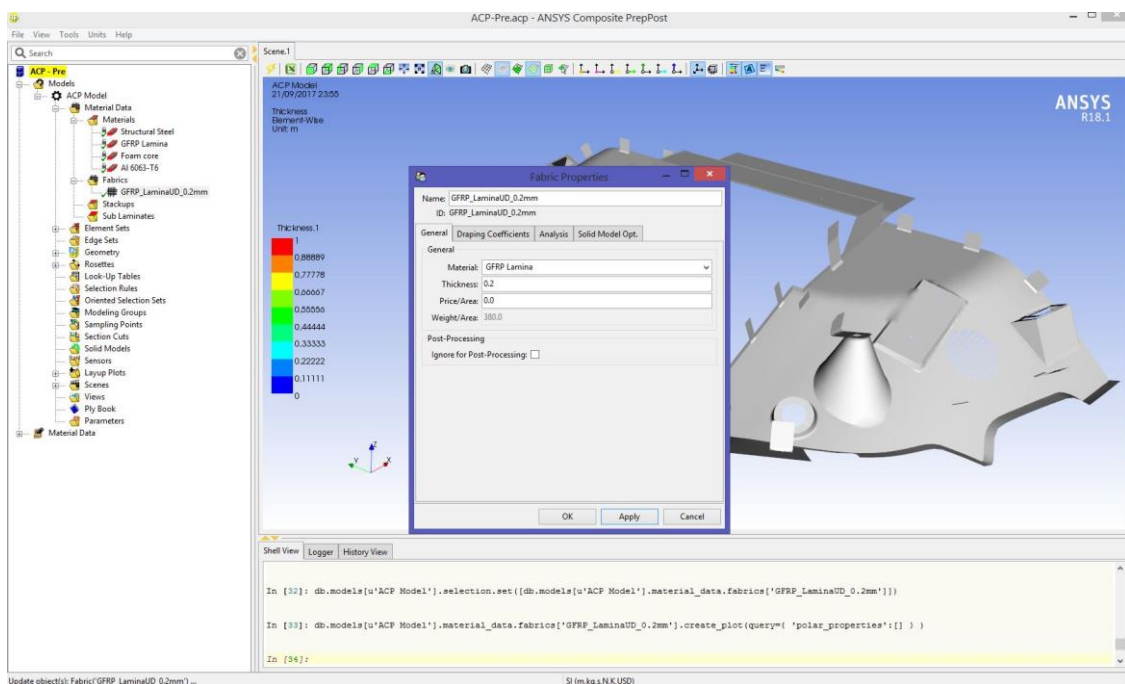 ACP-Pre.acp - ANSYS Composite PrepPost
File View Tools Units Help
Search
ACP - Pre
Models
ACP Model
Material Data
Materials
Structural Steel
GFRP Lamina
Foam core
Al 6063-T6
Fabrics
GFRP_LaminaUD_0.2mm
Stackups
Sub Laminates
Element Sets
Edge Sets
Geometry
Rosettes
Look-Up Tables
Selection Rules
Oriented Selection Sets
Modeling Groups
Sampling Points
Section Cuts
Solid Models
Sensors
Layup Plots
Scenes
Views
Ply Book
Parameters
Material Data
Scene.1
ACP Model
21/09/2017 23:55
Thickness
Element-Wise
Unit: m
Thickness.1
1
0.88889
0.77778
0.66667
0.55556
0.44444
0.33333
0.22222
0.11111
0
ANSYS
R18.1
Z
Y
X
Fabric Properties
Name: GFRP_LaminaUD_0.2mm
ID: GFRP_LaminaUD_0.2mm
General Draping Coefficients Analysis Solid Model Opt.
General
Material: GFRP Lamina
Thickness: 0.2
Price/Area: 0.0
Weight/Area: 380.0
Post-Processing
Ignore for Post-Processing:
OK Apply Cancel
Shell View Logger History View
In [32]: db.models[u'ACP Model'].selection.set([db.models[u'ACP Model'].material_data.fabrics['GFRP_LaminaUD_0.2mm']])
In [33]: db.models[u'ACP Model'].material_data.fabrics['GFRP_LaminaUD_0.2mm'].create_plot(query={ 'polar_properties':[] } )
In [34]:
Update object(s): Fabric('GFRP_LaminaUD_0.2mm') ...
SI (m,kg,s,N,K,USD)